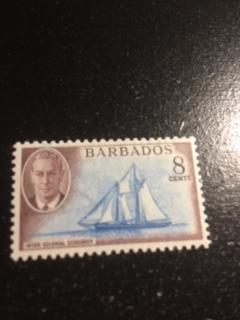 BARBADOS
8
CENTS
INTER COLONIAL SCHOONER